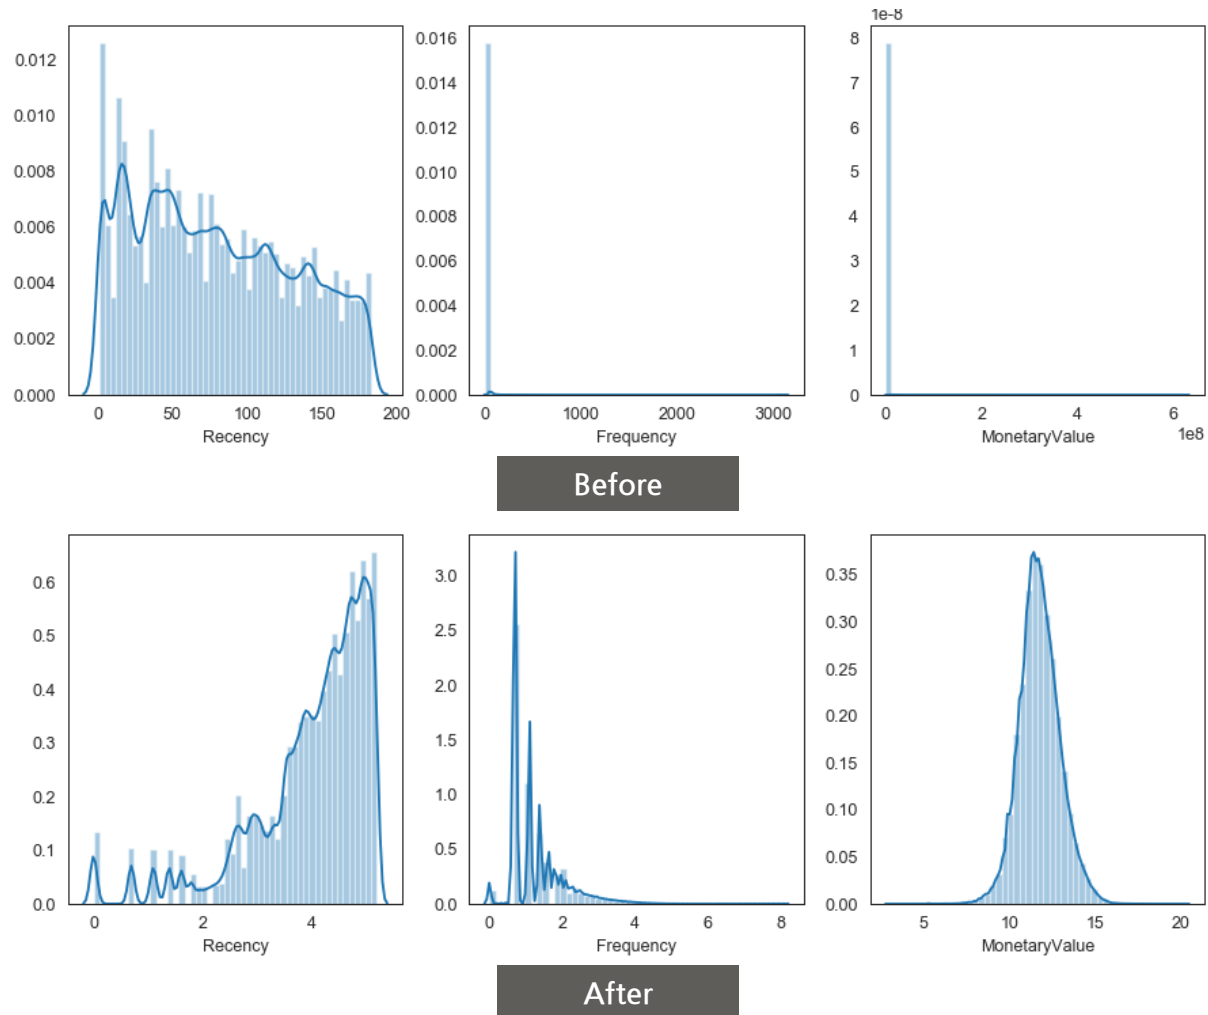 1e-8
0.012
0.010
0.008
0.006
0.004
0.002
0.000
0.016
0.014
0.012
0.010
0.008
0.006
0.004
0.002
0.000
8
7
6
5
4
3
2
1
0
0 50 100 150 200
0 1000 2000 3000
0 2 4 6
1e8
Recency
Frequency
MonetaryValue
Before
0.6
0.5
0.4
0.3
0.2
0.1
0.0
3.0
2.5
2.0
1.5
1.0
0.5
0.0
0.35
0.30
0.25
0.20
0.15
0.10
0.05
0.00
0 2 4
0 2 4 6 8
5 10 15 20
Recency
Frequency
MonetaryValue
After